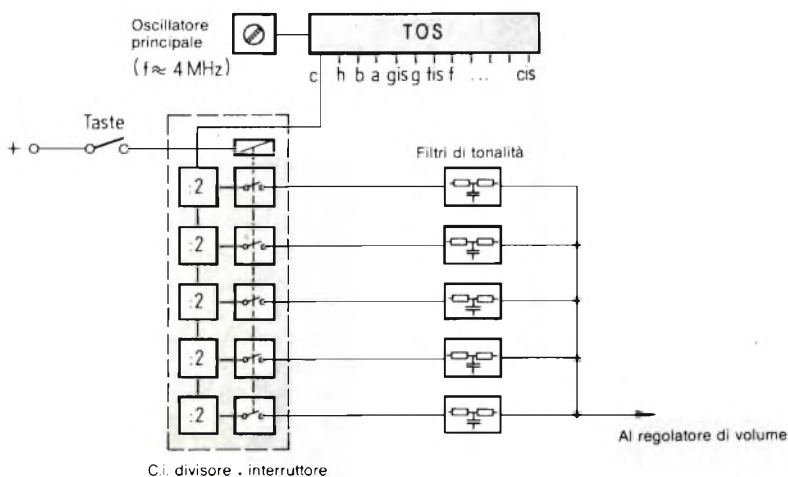 Oscillatore
principale
(f≈ 4 MHz)
TOS
c h b a gis g fis f ... cis
Taste
+
Filtri di tonalità
:2
:2
:2
:2
:2
Al regolatore di volume
C.i. divisore . interruttore